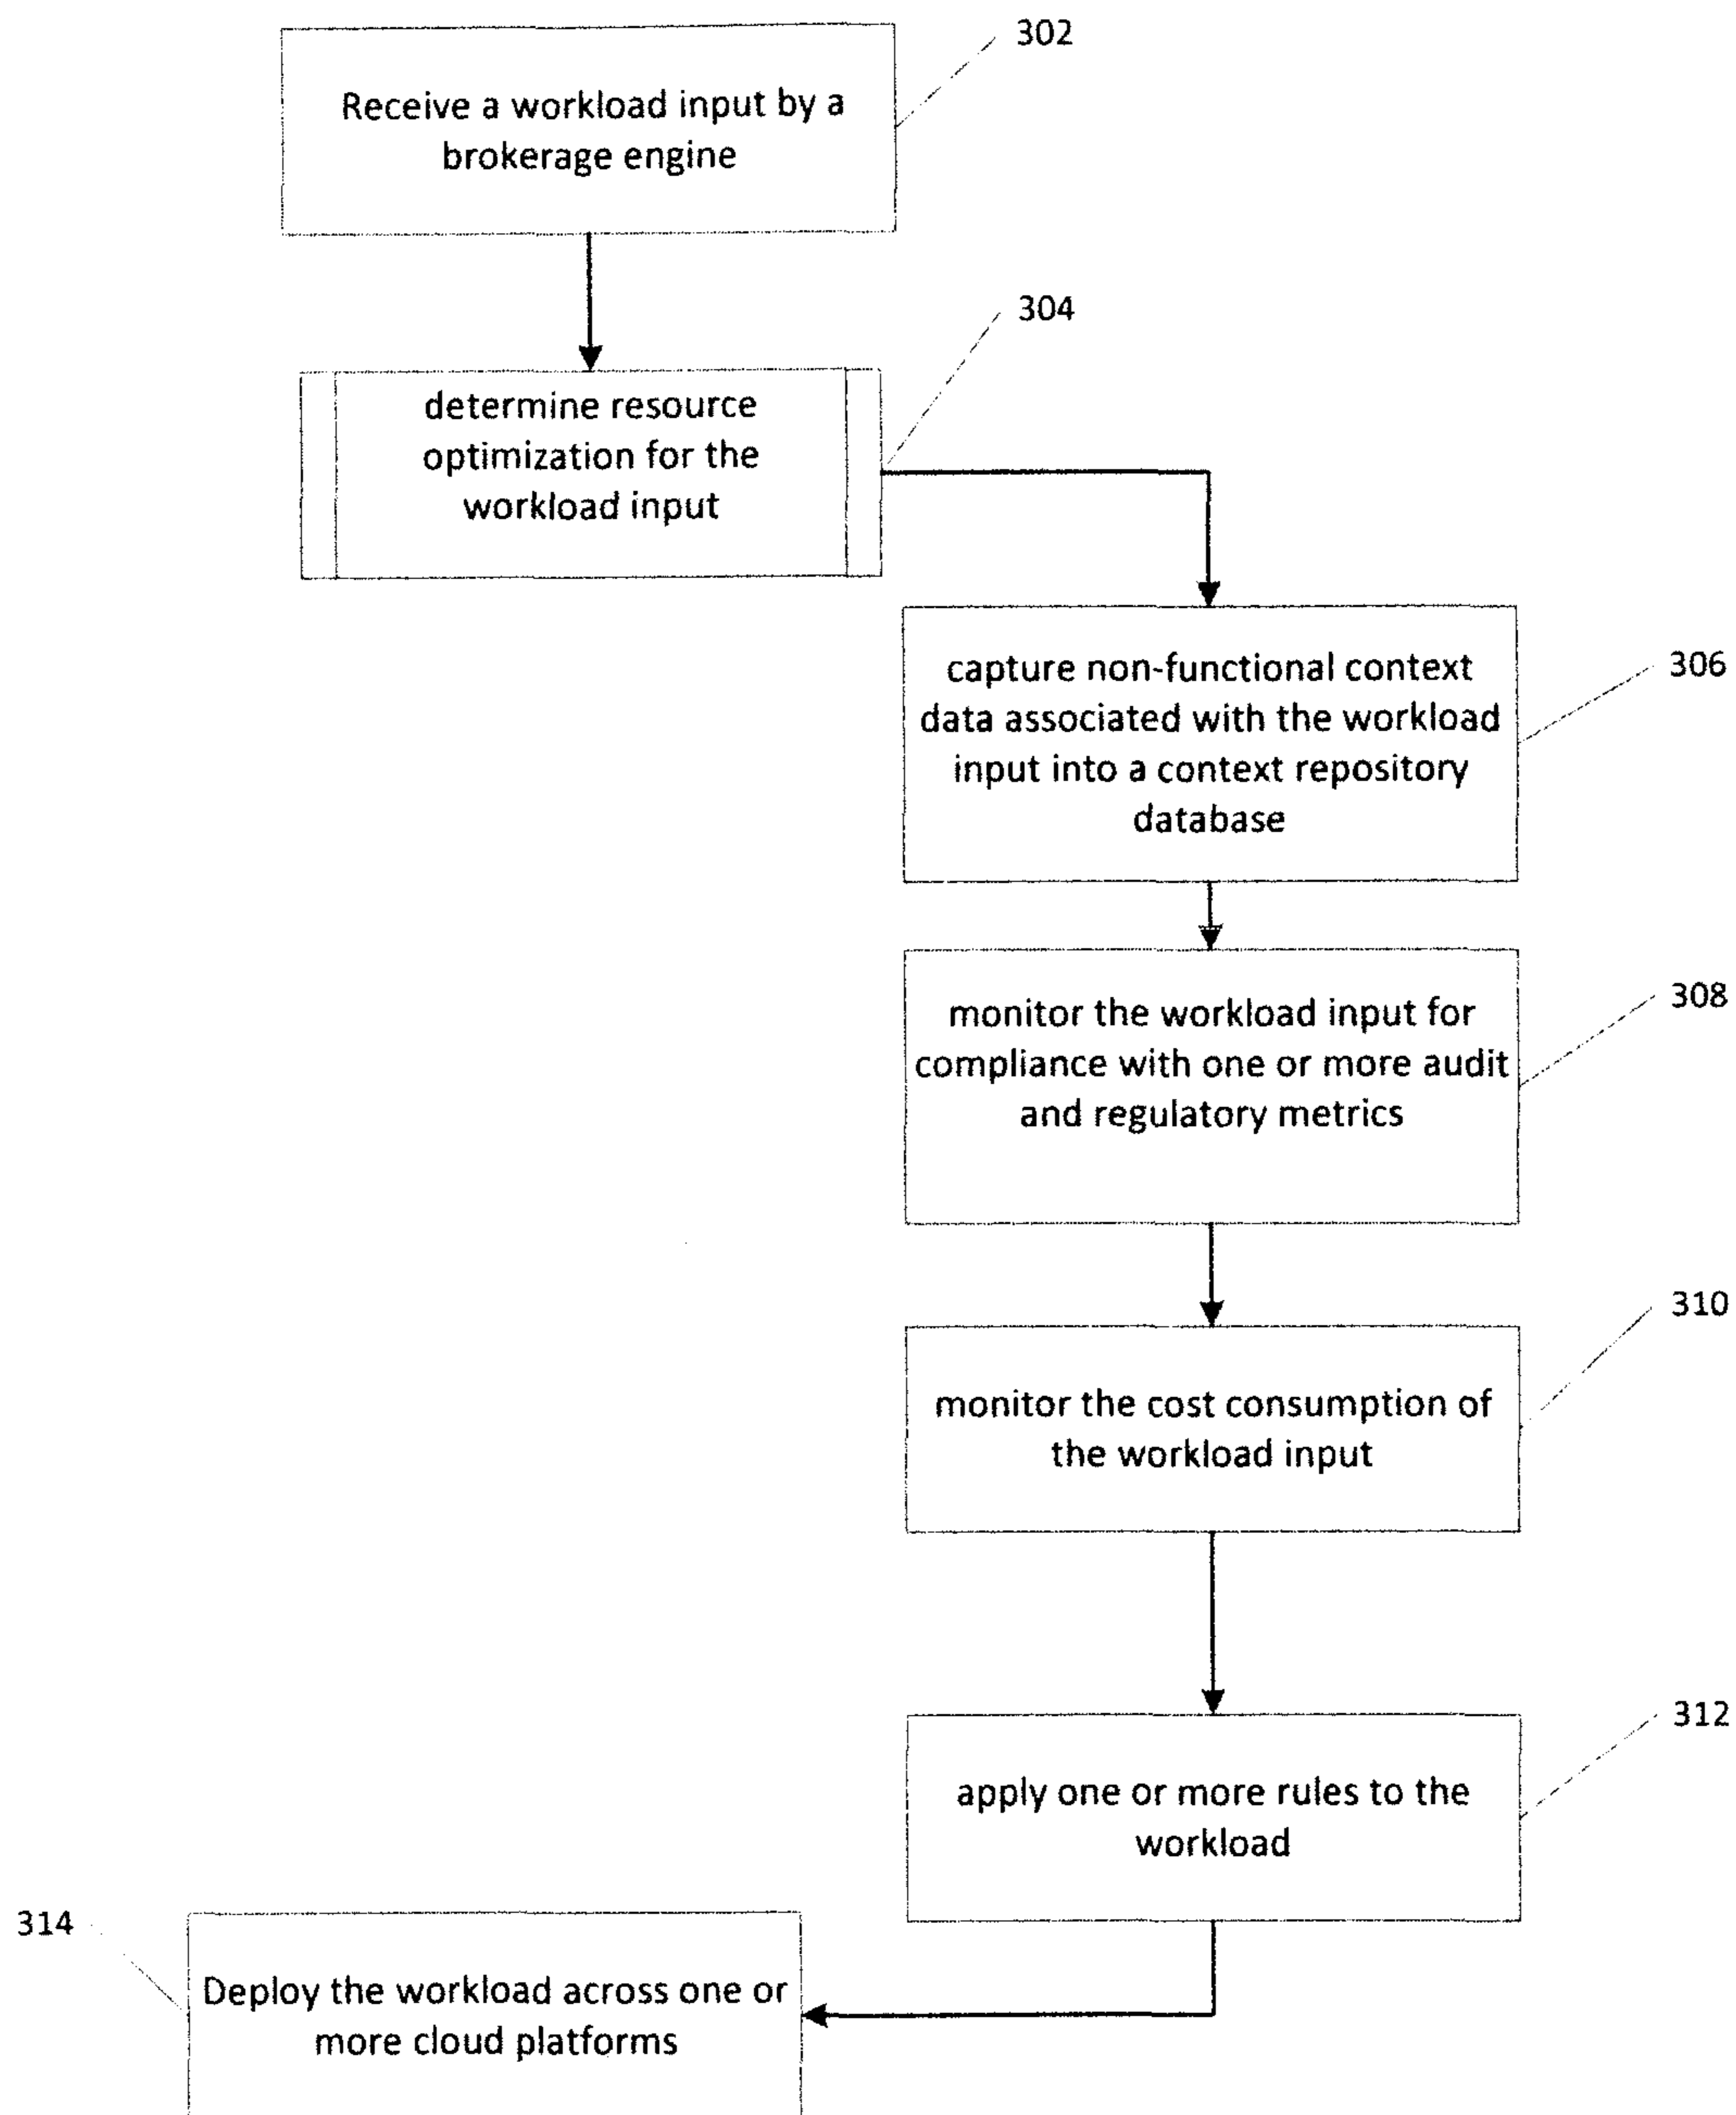 302
Receive a workload input by a
brokerage engine
304
determine resource
optimization for the
workload input
306
capture non-functional context
data associated with the workload
input into a context repository
database
308
monitor the workload input for
compliance with one or more audit
and regulatory metrics
310
monitor the cost consumption of
the workload input
312
apply one or more rules to the
workload
314
Deploy the workload across one or
more cloud platforms